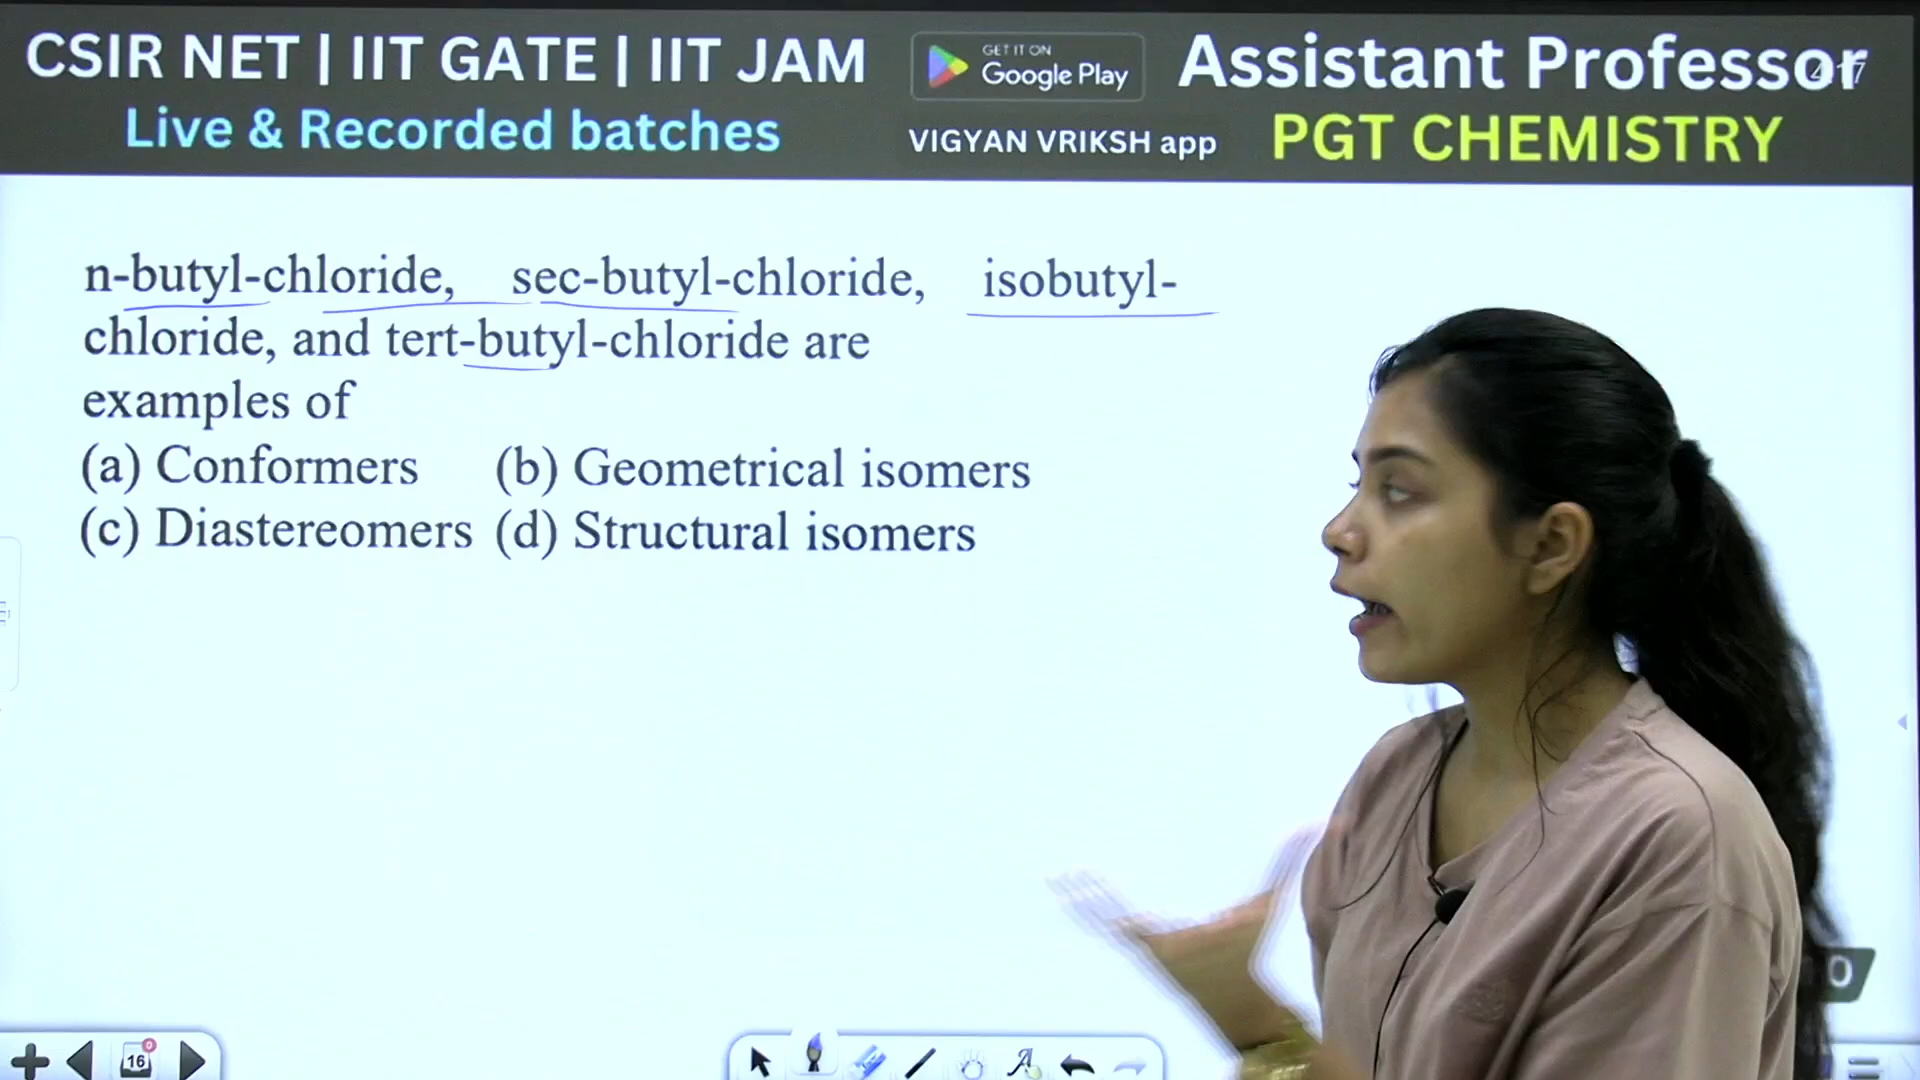 CSIR NET | IIT GATE | IIT JAM
Live & Recorded batches
GET IT ON
Google Play
VIGYAN VRIKSH app
Assistant Professor
PGT CHEMISTRY
n-butyl-chloride, sec-butyl-chloride, isobutyl-
chloride, and tert-butyl-chloride are
examples of
(a) Conformers (b) Geometrical isomers
(c) Diastereomers (d) Structural isomers
16
0